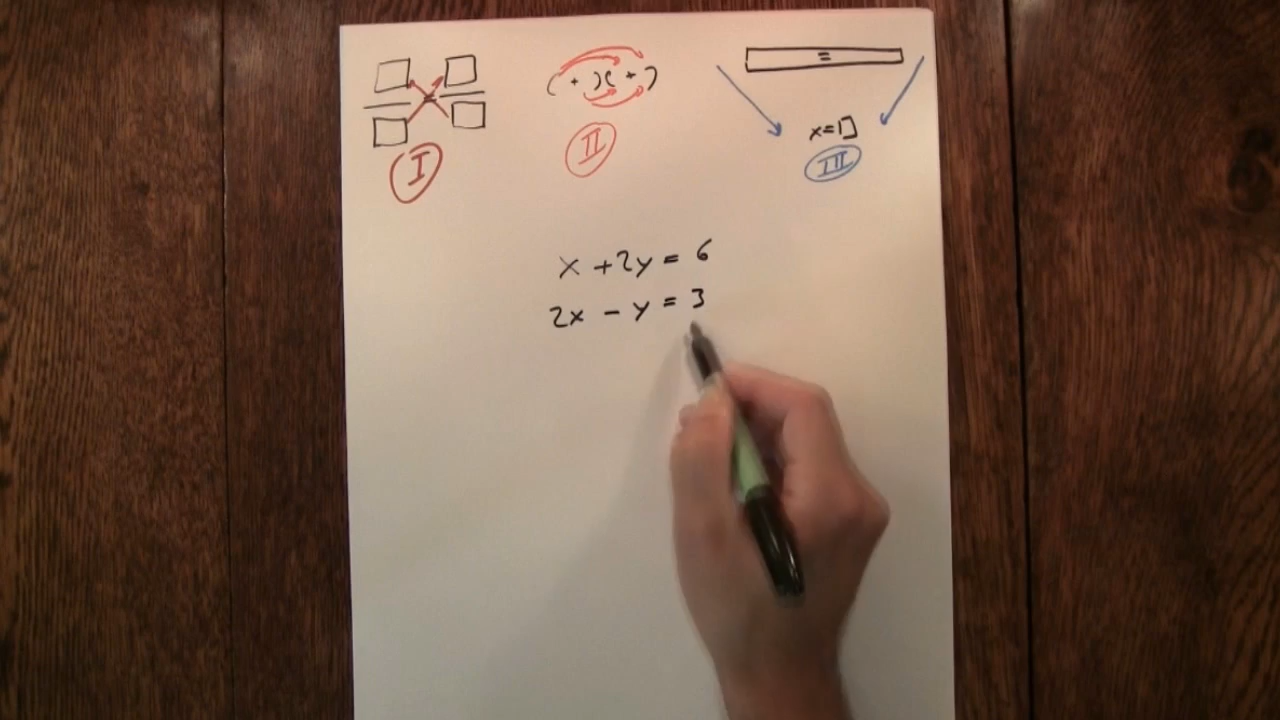 =
( + )( + )
=
x=□
I
II
III
x + 2y = 6
2x - y = 3